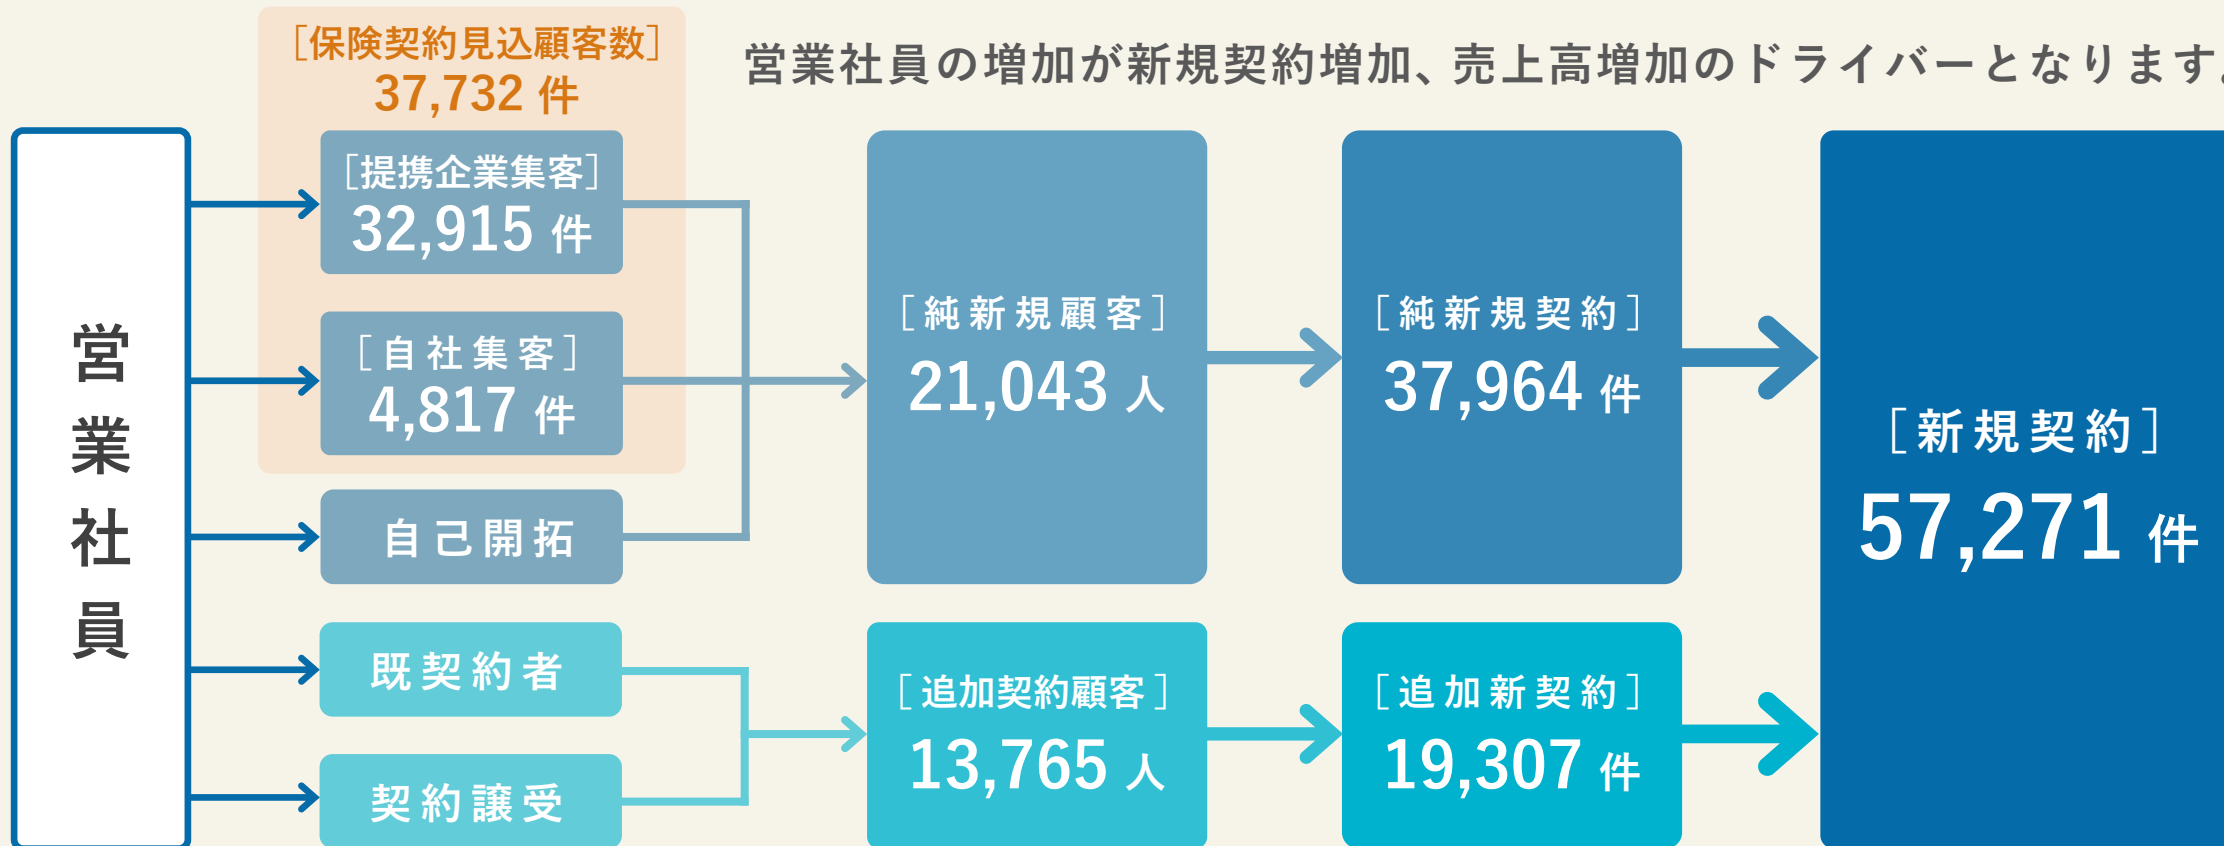 ［保険契約見込顧客数］
37,732 件
営業社員の増加が新規契約増加、売上高増加のドライバーとなります。
営業社員
［提携企業集客］
32,915 件
［自社集客］
4,817 件
自己開拓
既契約者
契約譲受
［純新規顧客］
21,043 人
［追加契約顧客］
13,765 人
［純新規契約］
37,964 件
［追加新契約］
19,307 件
［新規契約］
57,271 件